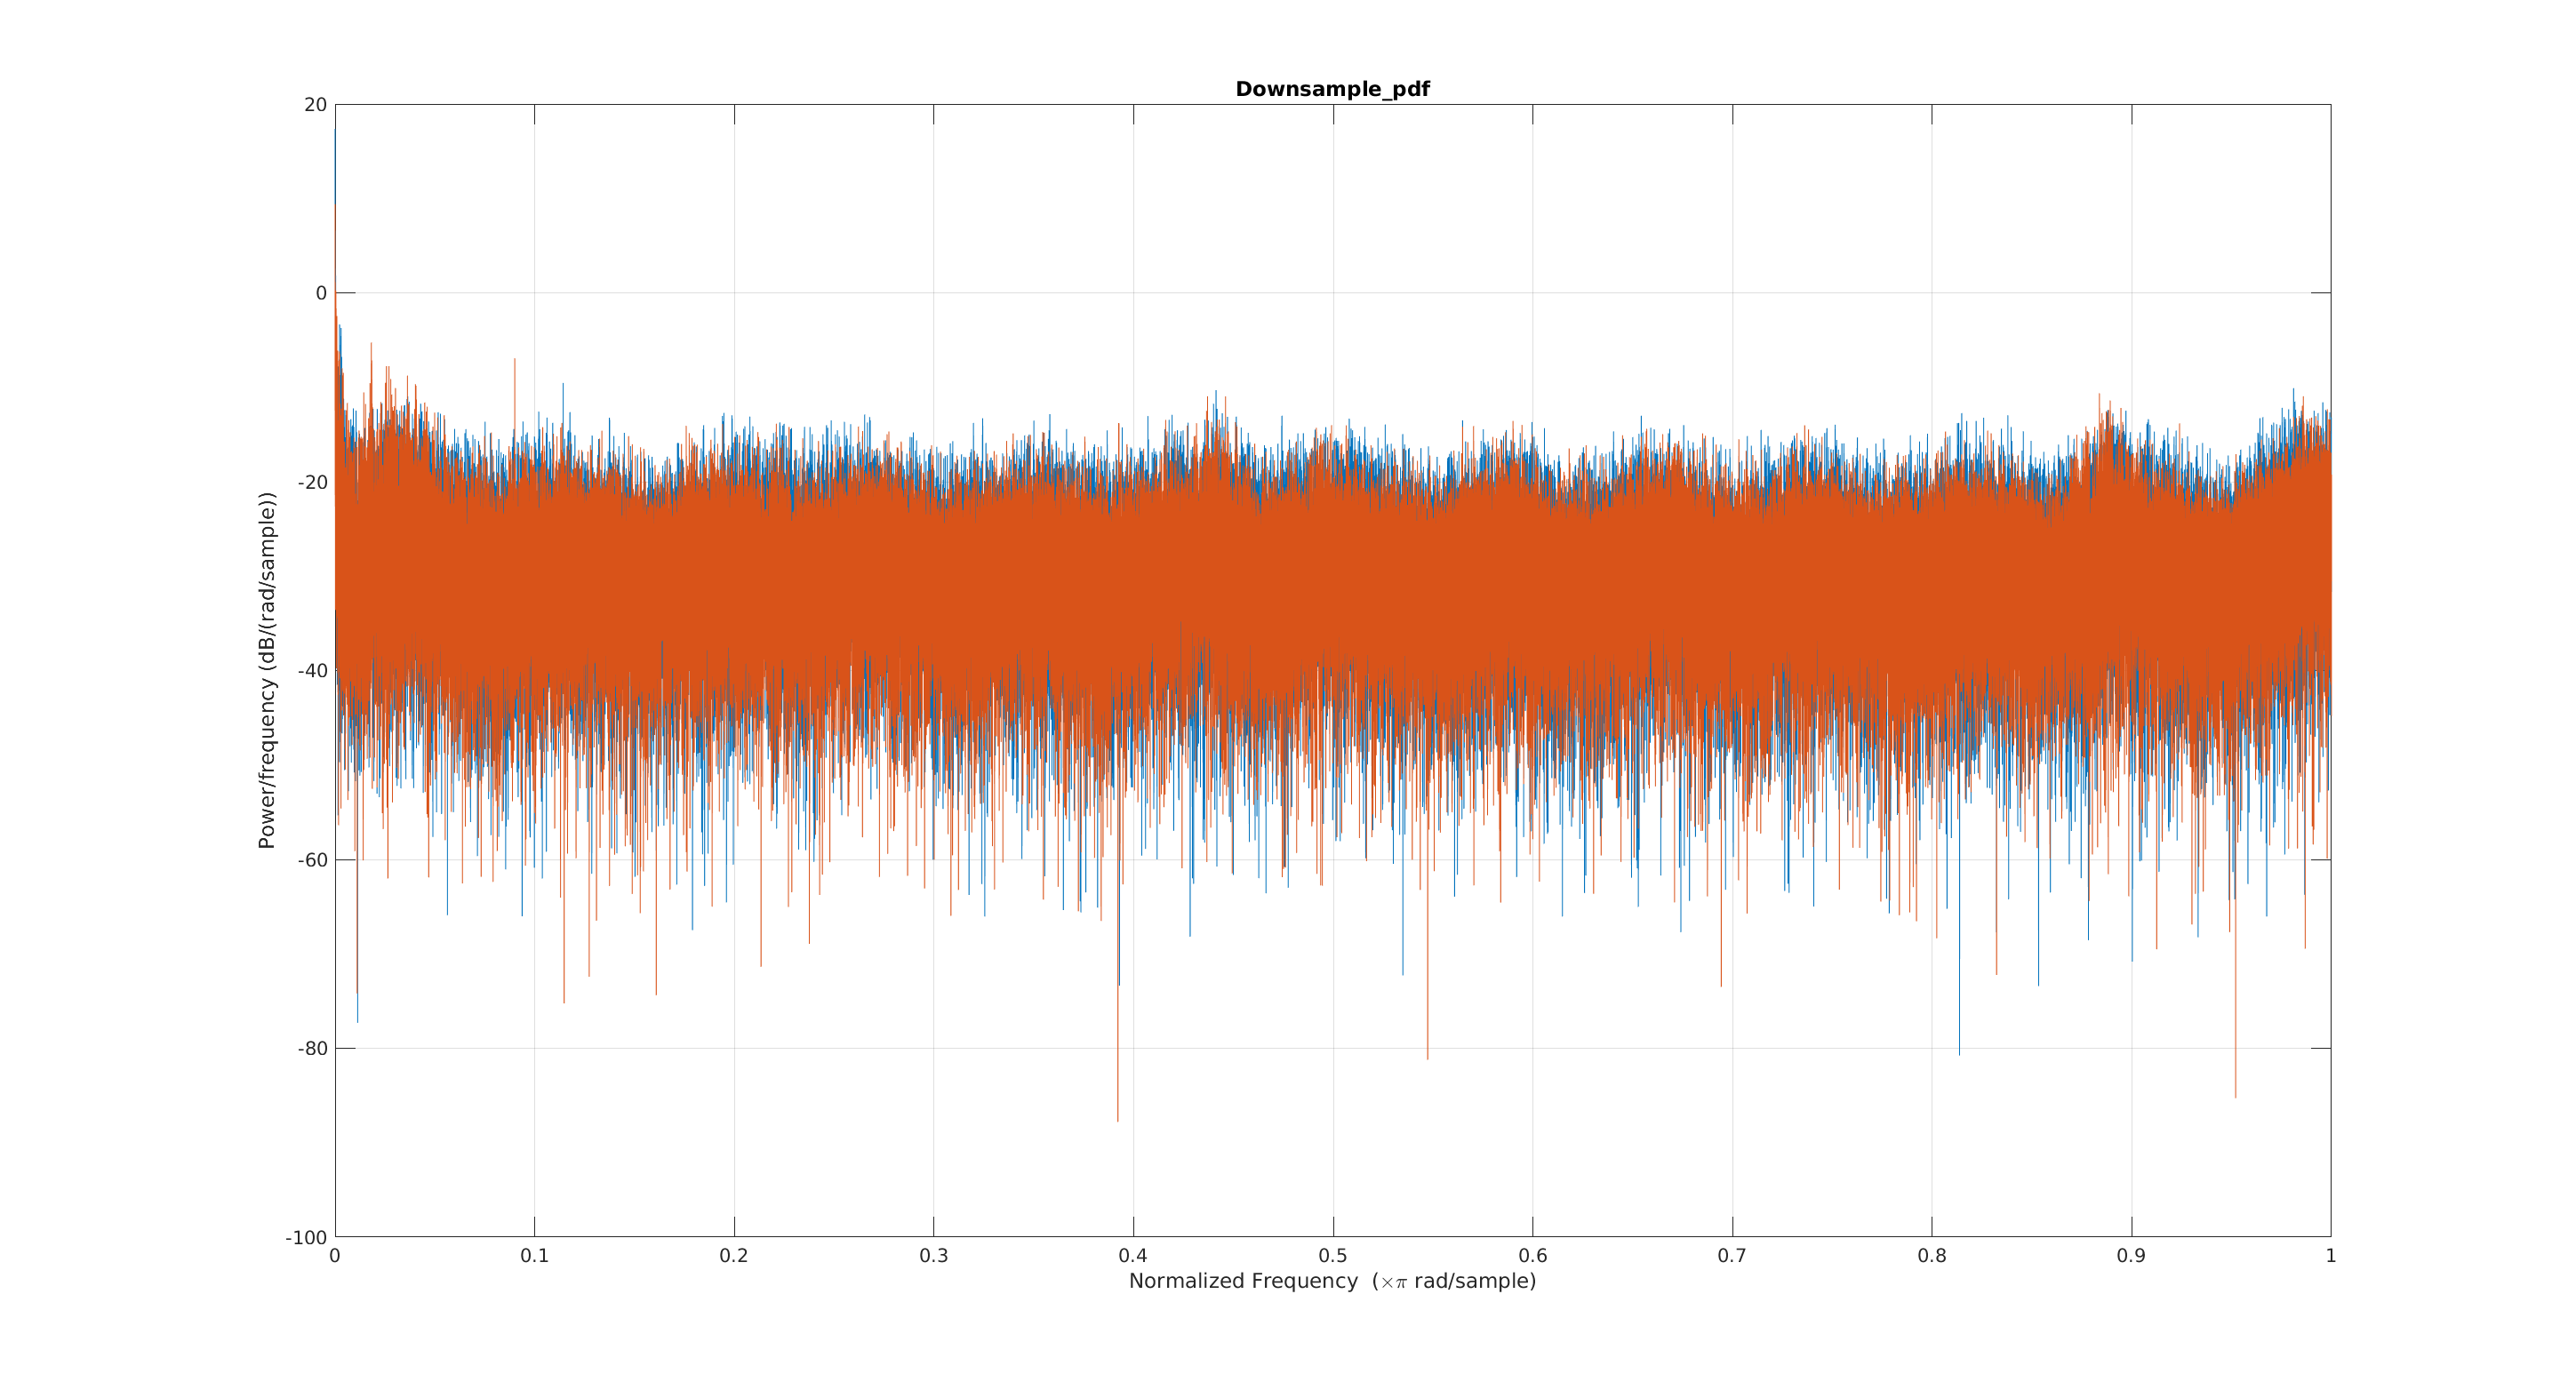 Downsample_pdf
20
0
-20
-40
-60
-80
-100
Power/frequency (dB/(rad/sample))
0 0.1 0.2 0.3 0.4 0.5 0.6 0.7 0.8 0.9 1
Normalized Frequency (×π rad/sample)